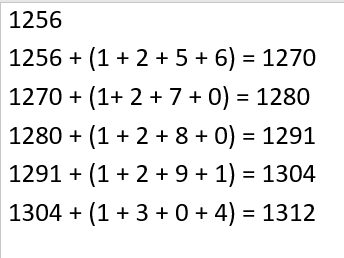 1256
1256 + (1 + 2 + 5 + 6) = 1270
1270 + (1+ 2 + 7 + 0) = 1280
1280 + (1 + 2 + 8 + 0) = 1291
1291 + (1 + 2 + 9 + 1) = 1304
1304 + (1 + 3 + 0 + 4) = 1312